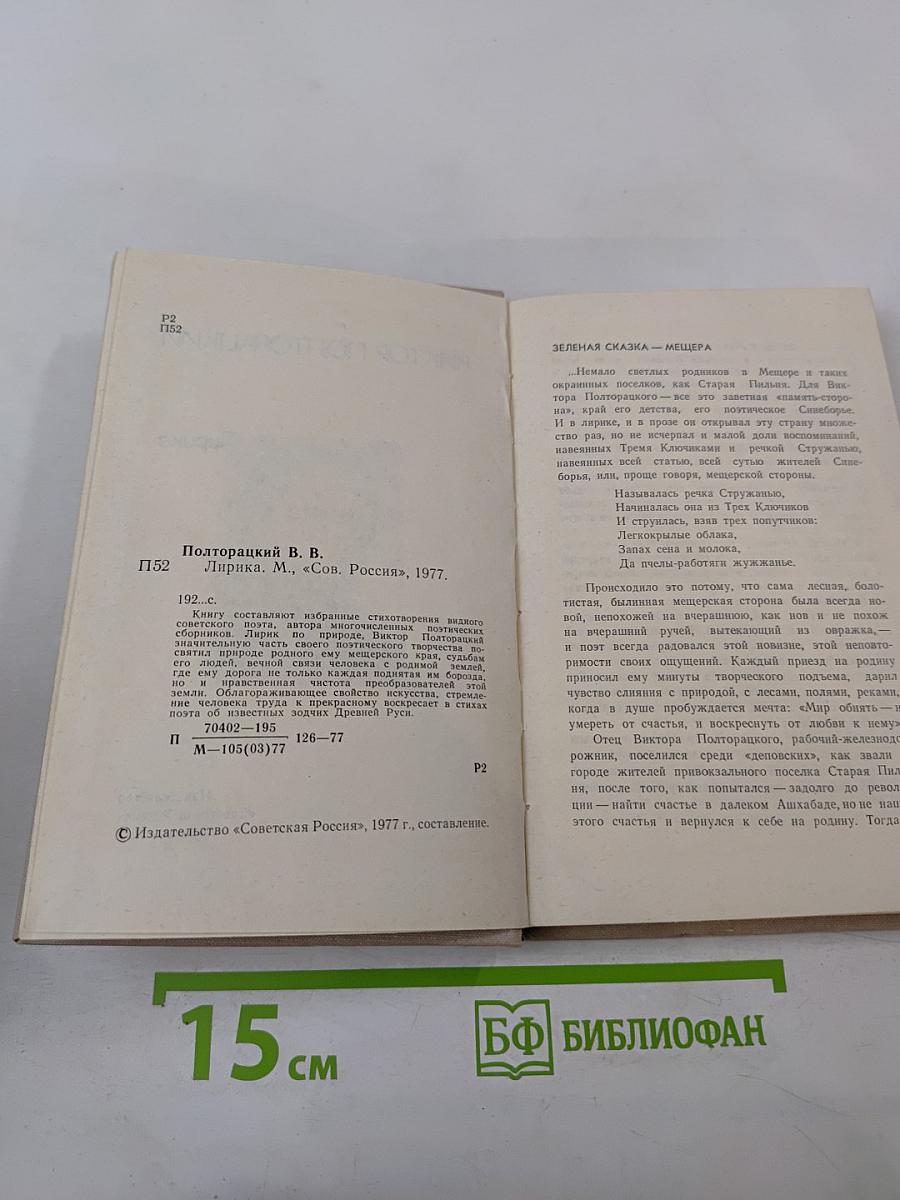 Р2
П52
Полторацкий В. В.
П52 Лирика. М., «Сов. Россия», 1977.
192...с.
Книгу составляют избранные стихотворения видного
советского поэта, автора многочисленных поэтических
сборников. Лирик по природе, Виктор Полторацкий
значительную часть своего поэтического творчества по-
святил природе родного ему мещерского края, судьбам
его людей, вечной связи человека с родимой землей,
где ему дорога не только каждая поднятая им борозда,
но и нравственная чистота преобразователей этой
земли. Облагораживающее свойство искусства, стремле-
ние человека труда к прекрасному воскресает в стихах
поэта об известных зодчих Древней Руси.
70402—195
П 126—77
М—105(03)77
Р2
© Издательство «Советская Россия», 1977 г., составление.
ЗЕЛЕНАЯ СКАЗКА — МЕЩЕРА
...Немало светлых родников в Мещере и таких
окраинных поселков, как Старая Пильня. Для Вик-
тора Полторацкого — все это заветная «память-сторо-
на», край его детства, его поэтическое Синеборье.
И в лирике, и в прозе он открывал эту страну множе-
ство раз, но не исчерпал и малой доли воспоминаний,
навеянных Тремя Ключиками и речкой Стружанью,
навеянных всей статью, всей сутью жителей Сине-
борья, или, проще говоря, мещерской стороны.
Называлась речка Стружанью,
Начиналась она из Трех Ключиков
И струилась, взяв трех попутчиков:
Легкокрылые облака,
Запах сена и молока,
Да пчелы-работяги жужжанье.
Происходило это потому, что сама лесная, боло-
тистая, былинная мещерская сторона была всегда но-
вой, непохожей на вчерашнюю, как нов и не похож
на вчерашний ручей, вытекающий из овражка,—
и поэт всегда радовался этой новизне, этой неповто-
римости своих ощущений. Каждый приезд на родину
приносил ему минуты творческого подъема, дарил
чувство слияния с природой, с лесами, полями, реками,
когда в душе пробуждается мечта: «Мир обнять — и
умереть от счастья, и воскреснуть от любви к нему»
Отец Виктора Полторацкого, рабочий-железнодо
рожник, поселился среди «деповских», как звали
городе жителей привокзального поселка Старая Пил
ня, после того, как попытался — задолго до револ
ции — найти счастье в далеком Ашхабаде, но не наш
этого счастья и вернулся к себе на родину. Тогда
15 см
БФ БИБЛИОФАН